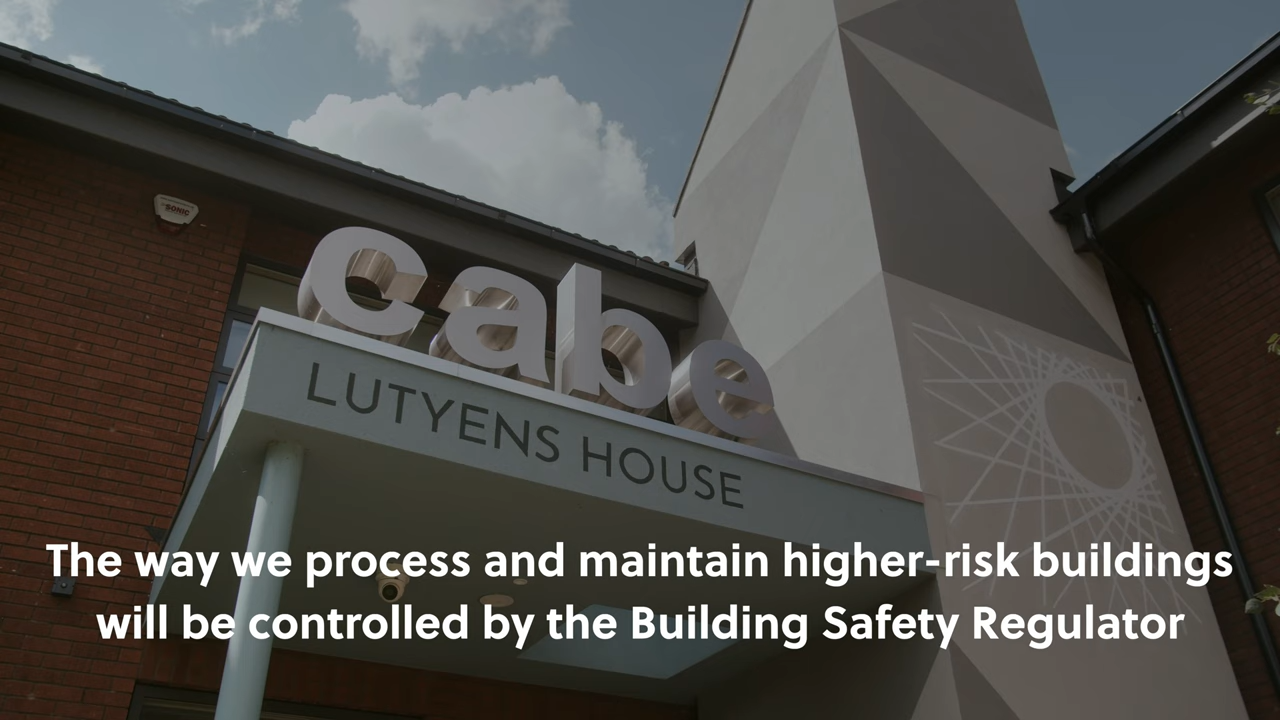 SONIC
cabe
LUTYENS HOUSE
The way we process and maintain higher-risk buildings
will be controlled by the Building Safety Regulator